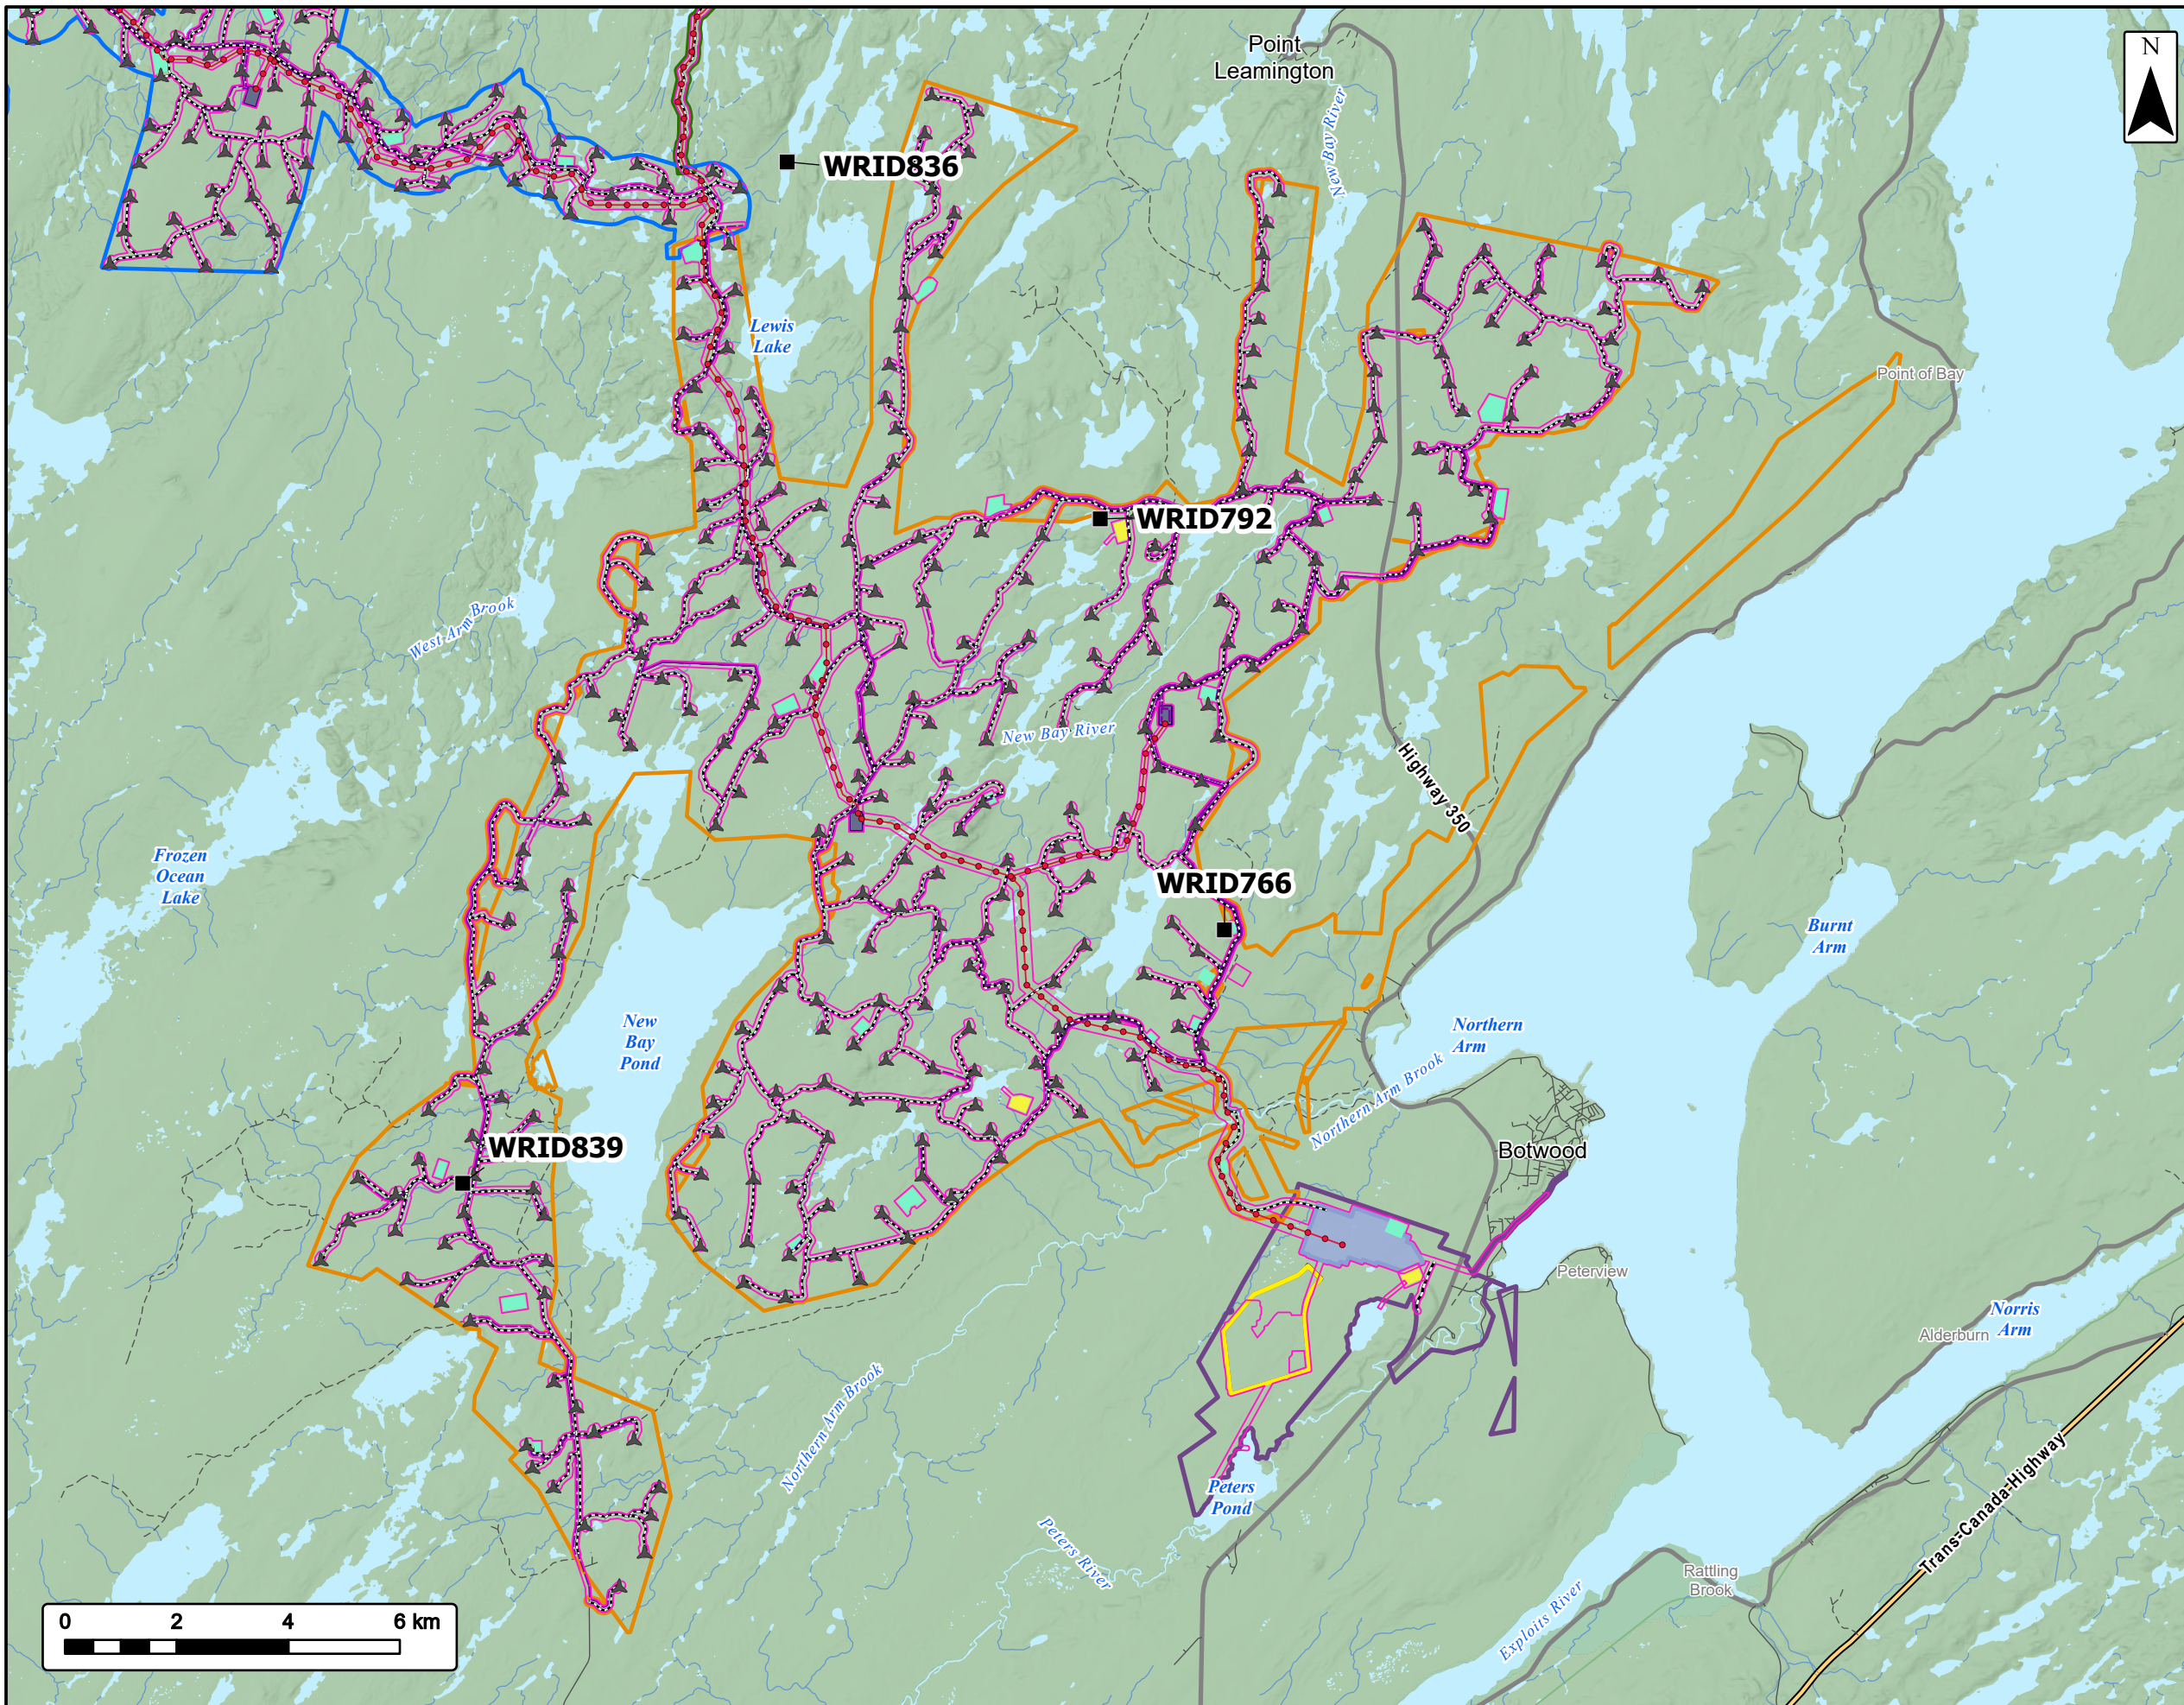 Point
Leamington
N
New Bay River
WRID836
Lewis
Lake
Point of Bay
WRID792
West Arm Brook
New Bay River
Highway 350
Frozen
Ocean
Lake
WRID766
Burnt
Arm
New
Bay
Pond
Northern
Arm
Northern Arm Brook
WRID839
Botwood
Peterview
Norris
Arm
Alderburn
Northern Arm Brook
Peters
Pond
Trans-Canada-Highway
Peters River
Rattling
Brook
Exploits River
0 2 4 6 km